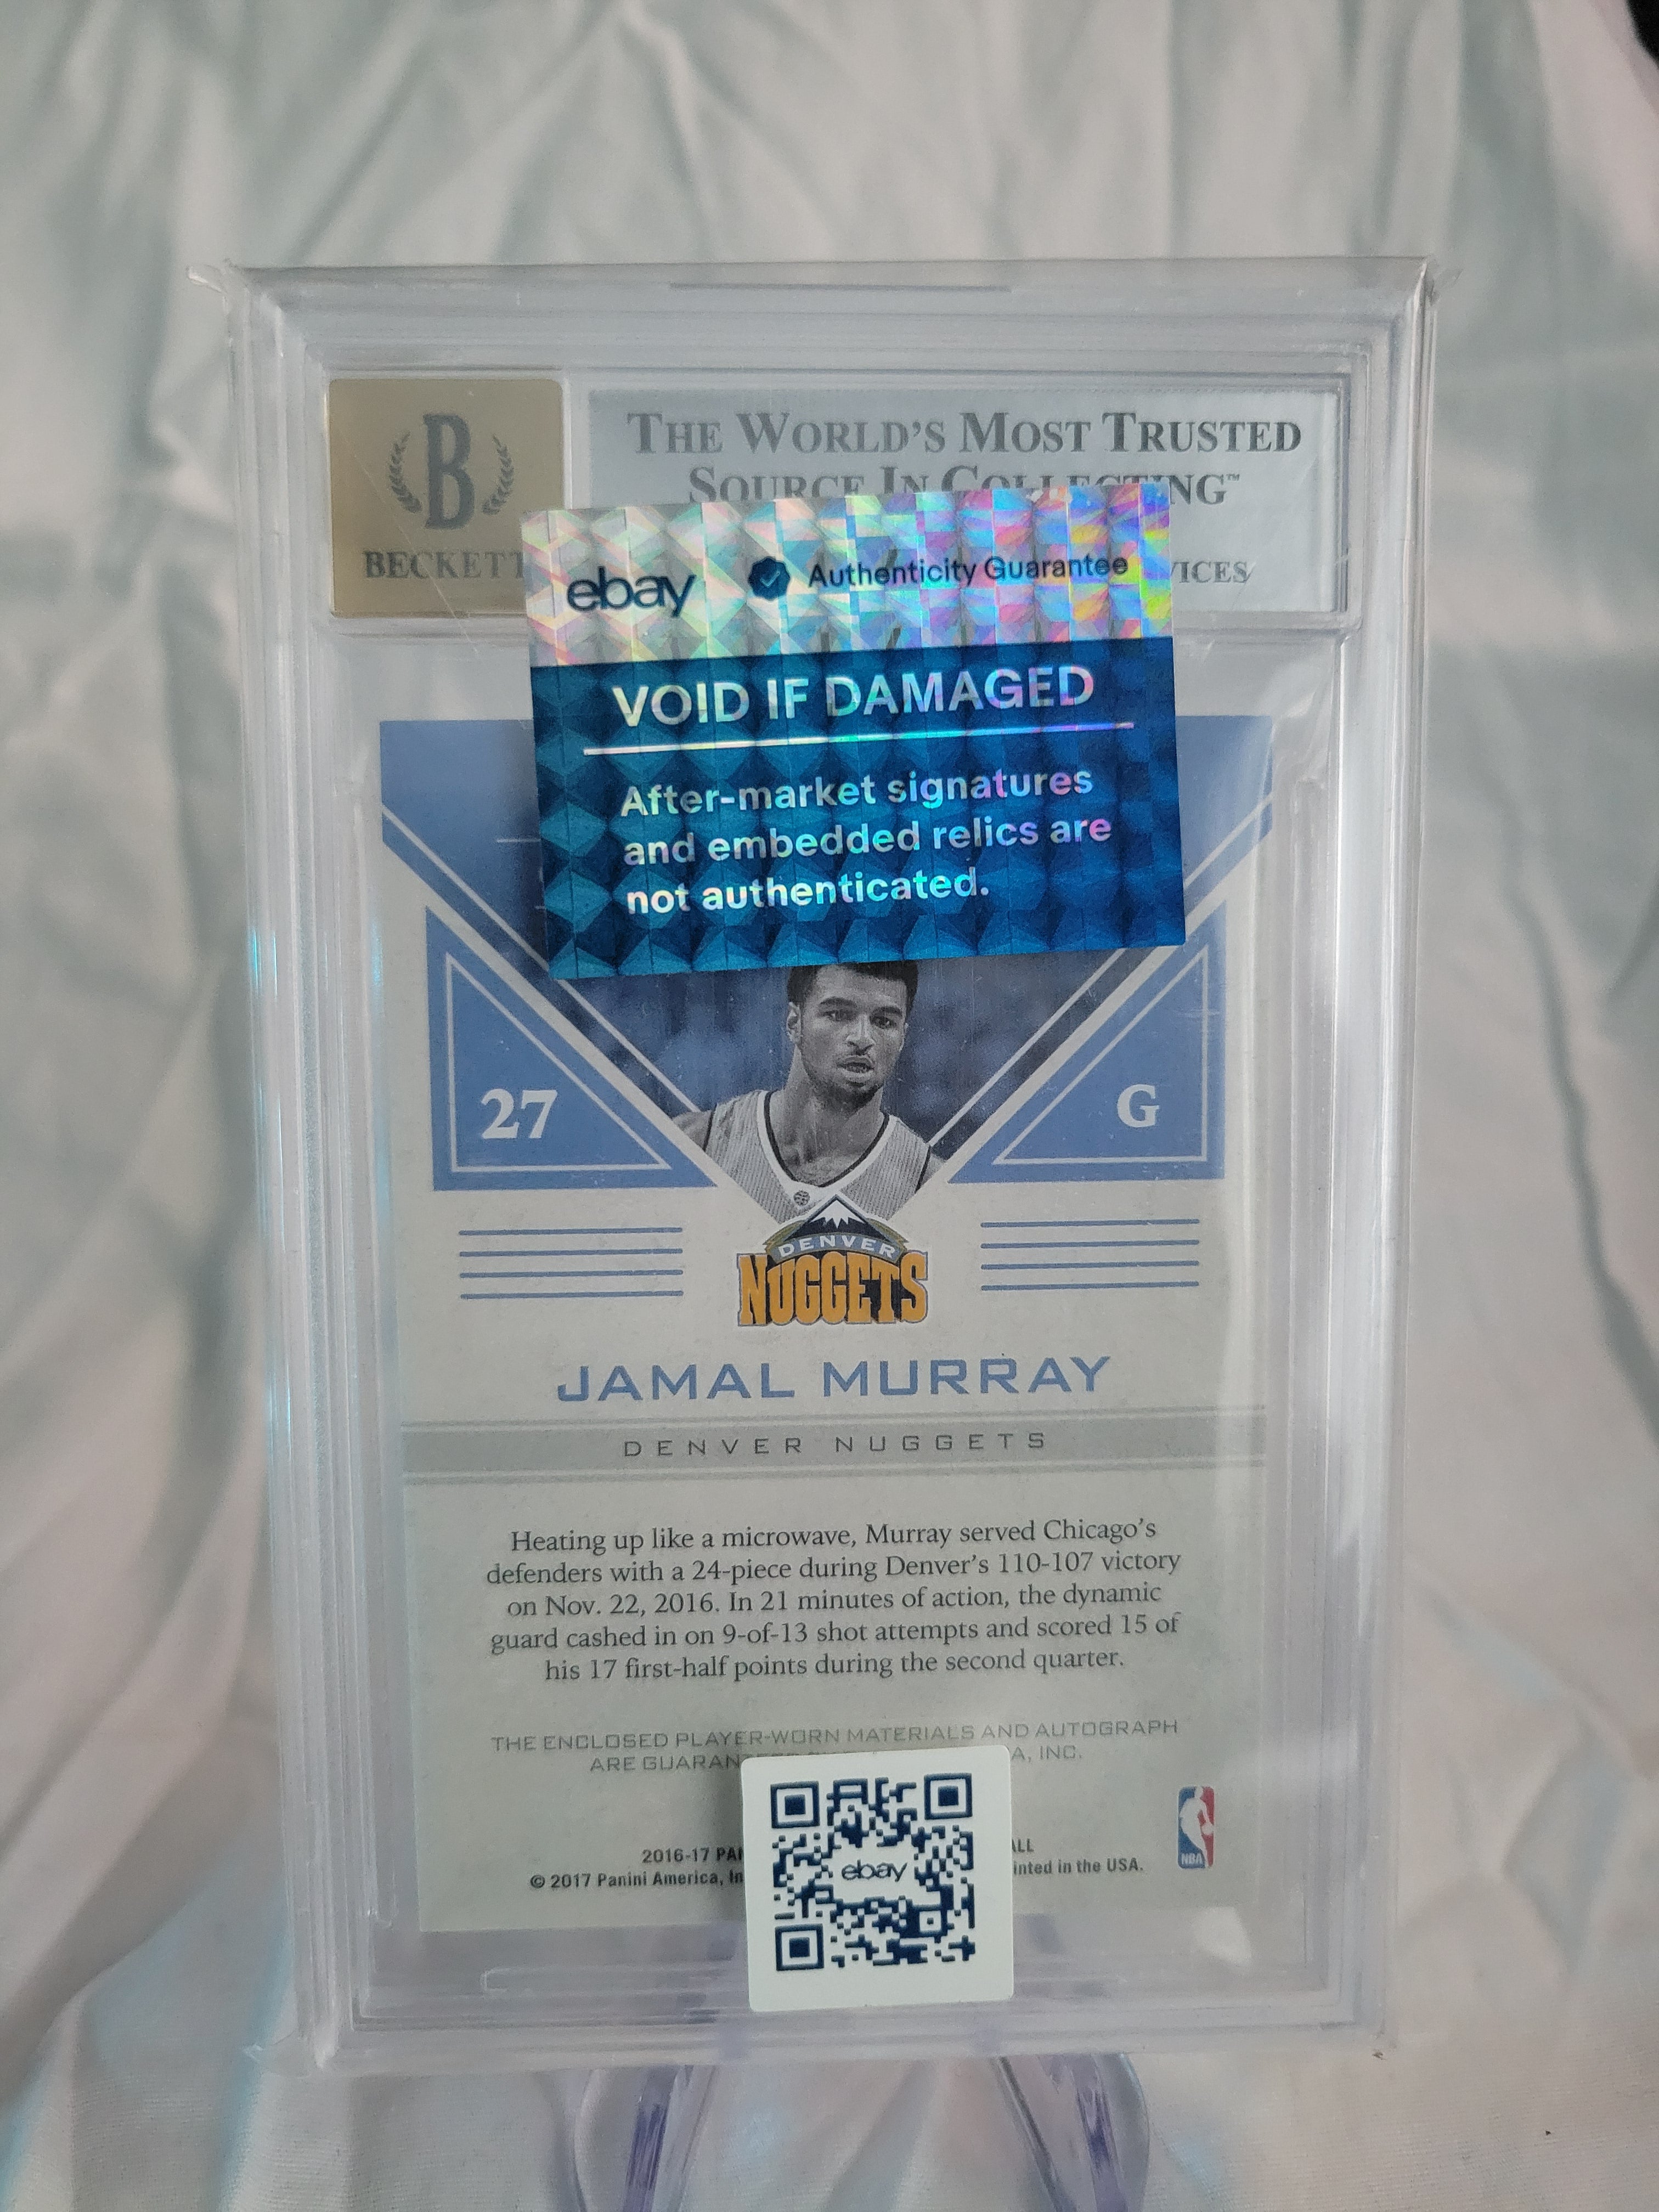 THE WORLD'S MOST TRUSTED
SOURCE IN COLLECTING™
B
BECKETT
VICES
ebay Authenticity Guarantee
VOID IF DAMAGED
After-market signatures
and embedded relics are
not authenticated.
27
G
DENVER
NUGGETS
JAMAL MURRAY
DENVER NUGGETS
Heating up like a microwave, Murray served Chicago's
defenders with a 24-piece during Denver's 110-107 victory
on Nov. 22, 2016. In 21 minutes of action, the dynamic
guard cashed in on 9-of-13 shot attempts and scored 15 of
his 17 first-half points during the second quarter.
THE ENCLOSED PLAYER-WORN MATERIALS AND AUTOGRAPH
ARE GUARAN A, INC.
2016-17 PA ALL
© 2017 Panini America, In inted in the USA.
NBA
ebay